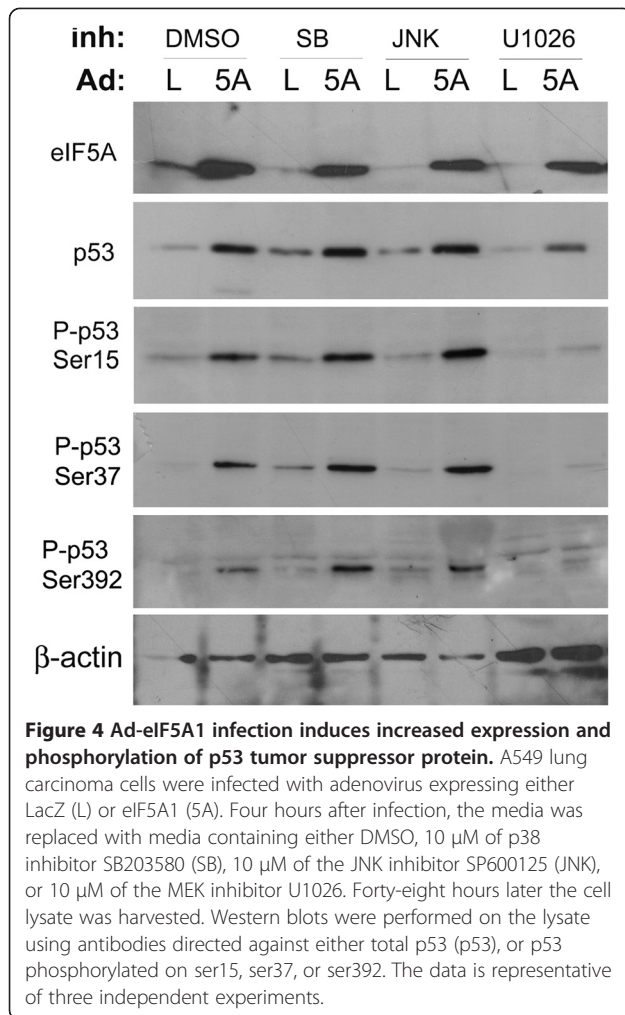 inh: DMSO SB JNK U1026
Ad: L 5A L 5A L 5A L 5A
eIF5A
p53
P-p53
Ser15
P-p53
Ser37
P-p53
Ser392
β-actin
Figure 4 Ad-eIF5A1 infection induces increased expression and
phosphorylation of p53 tumor suppressor protein. A549 lung
carcinoma cells were infected with adenovirus expressing either
LacZ (L) or eIF5A1 (5A). Four hours after infection, the media was
replaced with media containing either DMSO, 10 μM of p38
inhibitor SB203580 (SB), 10 μM of the JNK inhibitor SP600125 (JNK),
or 10 μM of the MEK inhibitor U1026. Forty-eight hours later the cell
lysate was harvested. Western blots were performed on the lysate
using antibodies directed against either total p53 (p53), or p53
phosphorylated on ser15, ser37, or ser392. The data is representative
of three independent experiments.